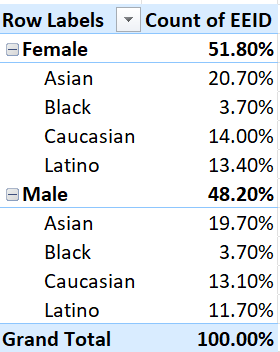 Row Labels Count of EEID
Female 51.80%
Asian 20.70%
Black 3.70%
Caucasian 14.00%
Latino 13.40%
Male 48.20%
Asian 19.70%
Black 3.70%
Caucasian 13.10%
Latino 11.70%
Grand Total 100.00%